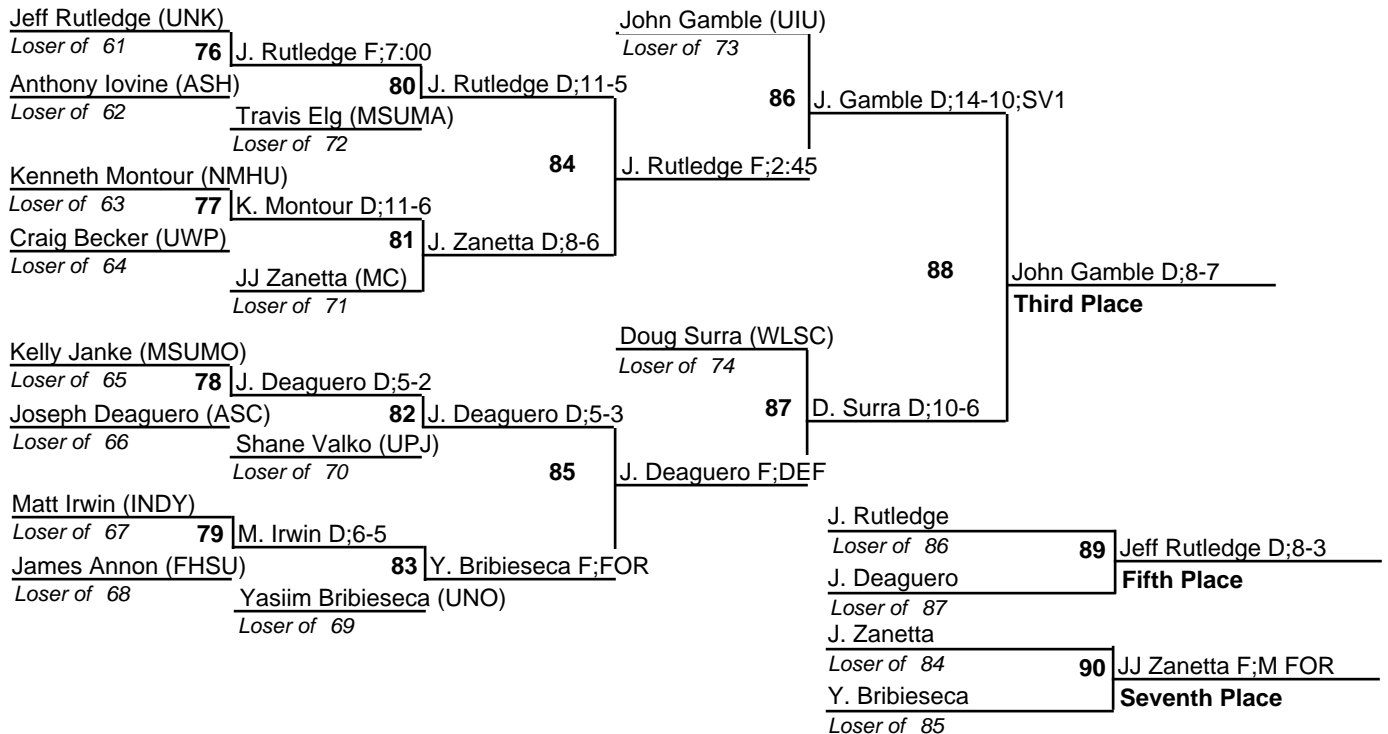 Jeff Rutledge (UNK)
Loser of 61
76
J. Rutledge F;7:00
Anthony Iovine (ASH)
Loser of 62
80
J. Rutledge D;11-5
Travis Elg (MSUMA)
Loser of 72
Kenneth Montour (NMHU)
Loser of 63
77
K. Montour D;11-6
Craig Becker (UWP)
Loser of 64
81
J. Zanetta D;8-6
JJ Zanetta (MC)
Loser of 71
84
J. Rutledge F;2:45
John Gamble (UIU)
Loser of 73
86
J. Gamble D;14-10;SV1
Kelly Janke (MSUMO)
Loser of 65
78
J. Deaguero D;5-2
Joseph Deaguero (ASC)
Loser of 66
82
J. Deaguero D;5-3
Shane Valko (UPJ)
Loser of 70
Matt Irwin (INDY)
Loser of 67
79
M. Irwin D;6-5
James Annon (FHSU)
Loser of 68
83
Y. Bribieseca F;FOR
Yasiim Bribieseca (UNO)
Loser of 69
85
J. Deaguero F;DEF
Doug Surra (WLSC)
Loser of 74
87
D. Surra D;10-6
88
John Gamble D;8-7
Third Place
J. Rutledge
Loser of 86
89
Jeff Rutledge D;8-3
J. Deaguero
Fifth Place
Loser of 87
J. Zanetta
Loser of 84
90
JJ Zanetta F;M FOR
Y. Bribieseca
Seventh Place
Loser of 85